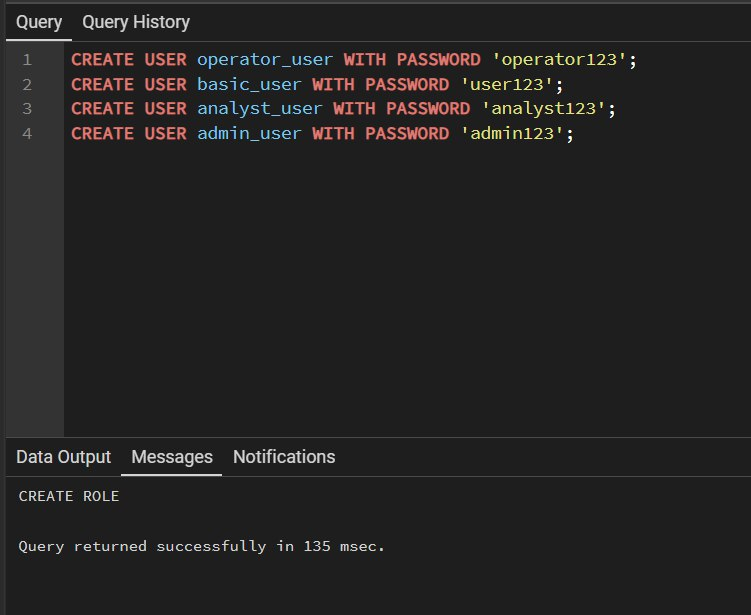 Query Query History
1 CREATE USER operator_user WITH PASSWORD 'operator123';
2 CREATE USER basic_user WITH PASSWORD 'user123';
3 CREATE USER analyst_user WITH PASSWORD 'analyst123';
4 CREATE USER admin_user WITH PASSWORD 'admin123';
Data Output Messages Notifications
CREATE ROLE
Query returned successfully in 135 msec.